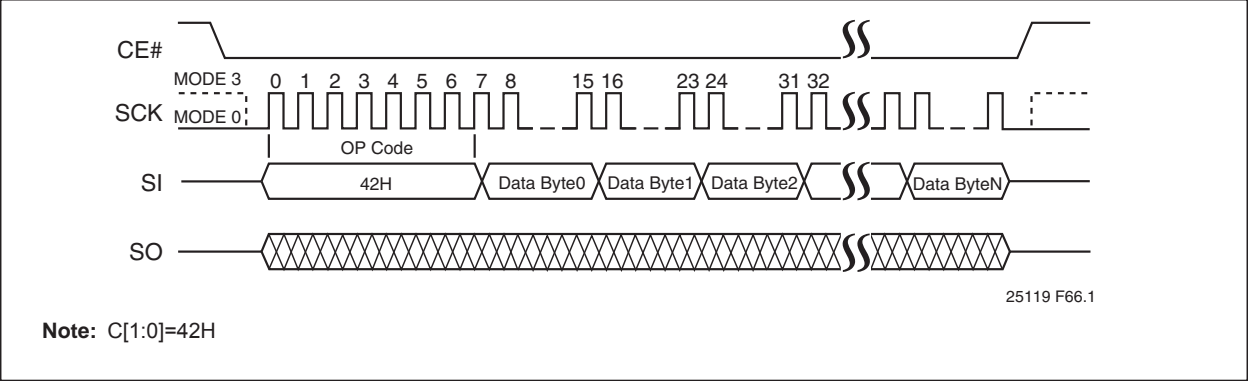 CE#
MODE 3 0 1 2 3 4 5 6 7 8 15 16 23 24 31 32
SCK MODE 0
OP Code
SI 42H Data Byte0 Data Byte1 Data Byte2 Data ByteN
SO
25119 F66.1
Note: C[1:0]=42H